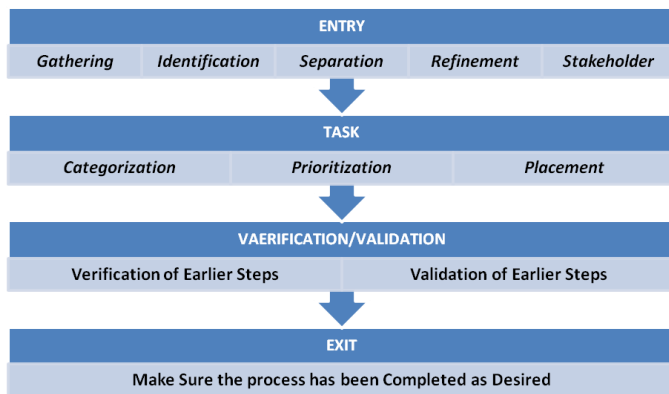 ENTRY
Gathering Identification Separation Refinement Stakeholder
TASK
Categorization Prioritization Placement
VAERIFICATION/VALIDATION
Verification of Earlier Steps Validation of Earlier Steps
EXIT
Make Sure the process has been Completed as Desired